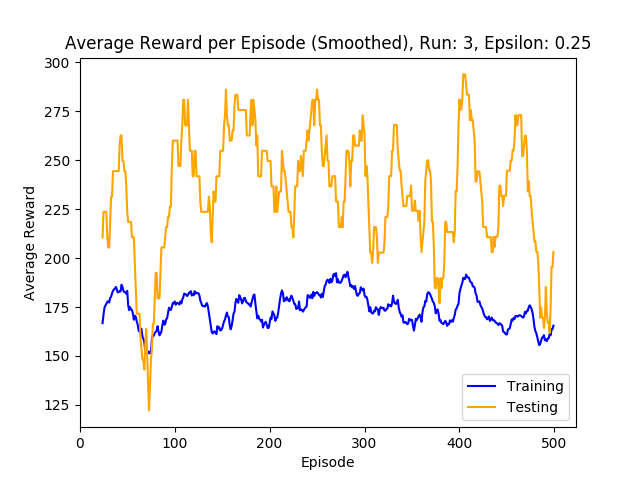 Average Reward per Episode (Smoothed), Run: 3, Epsilon: 0.25
300
275
250
225
200
175
150
125
Average Reward
0 100 200 300 400 500
Episode
Training
Testing